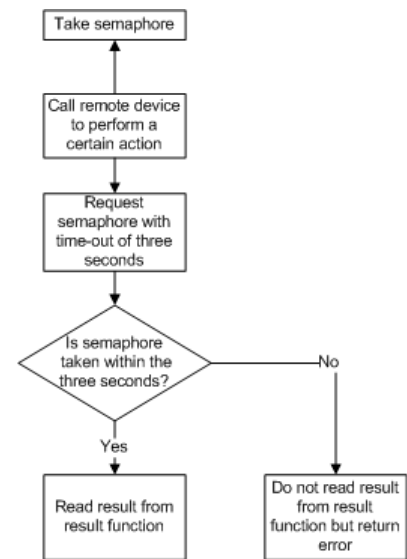 Take semaphore
Call remote device
to perform a
certain action
Request
semaphore with
time-out of three
seconds
Is semaphore
taken within the
three seconds?
No
Yes
Read result from
result function
Do not read result
from result
function but return
error